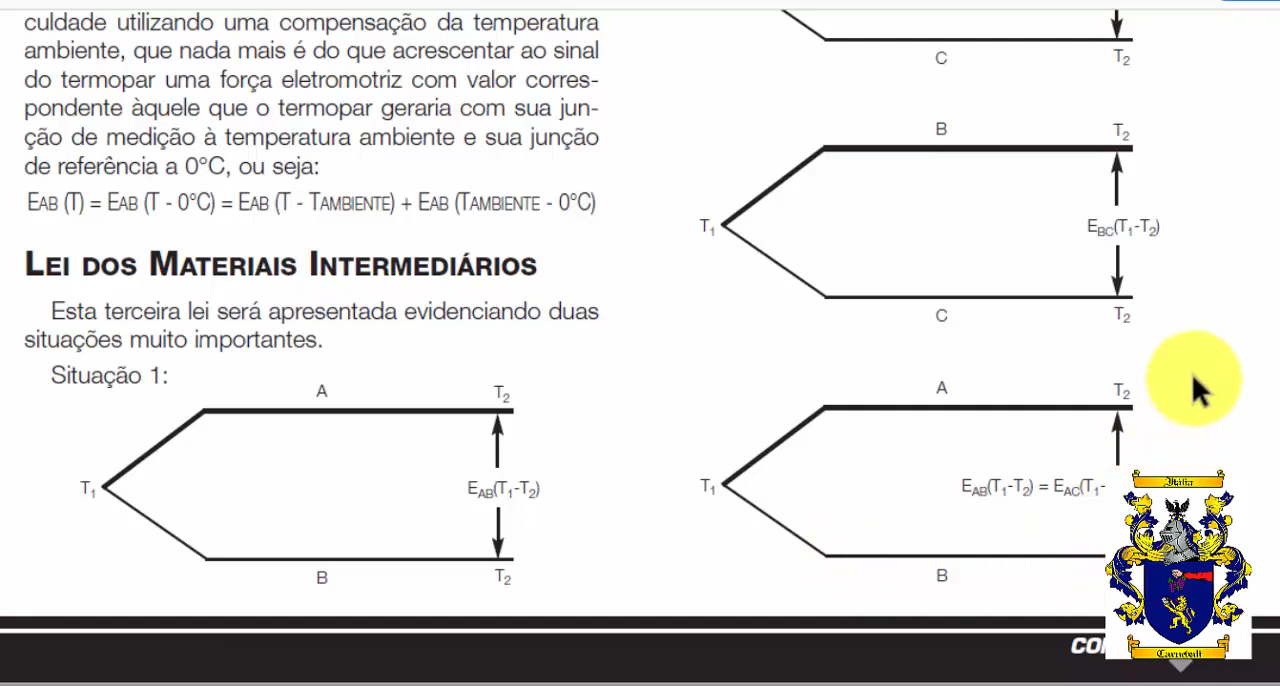 culdade utilizando uma compensação da temperatura
ambiente, que nada mais é do que acrescentar ao sinal
do termopar uma força eletromotriz com valor corres-
pondente àquele que o termopar geraria com sua jun-
ção de medição à temperatura ambiente e sua junção
de referência a 0°C, ou seja:
EAB (T) = EAB (T - 0°C) = EAB (T - TAMBIENTE) + EAB (TAMBIENTE - 0°C)
LEI DOS MATERIAIS INTERMEDIÁRIOS
Esta terceira lei será apresentada evidenciando duas
situações muito importantes.
Situação 1:
A
T2
T1
EAB(T1-T2)
B
T2
C
T2
B
T2
T1
EBC(T1-T2)
C
T2
A
T2
T1
EAB(T1-T2) = EAC(T1-
B
Itália
Carnebali